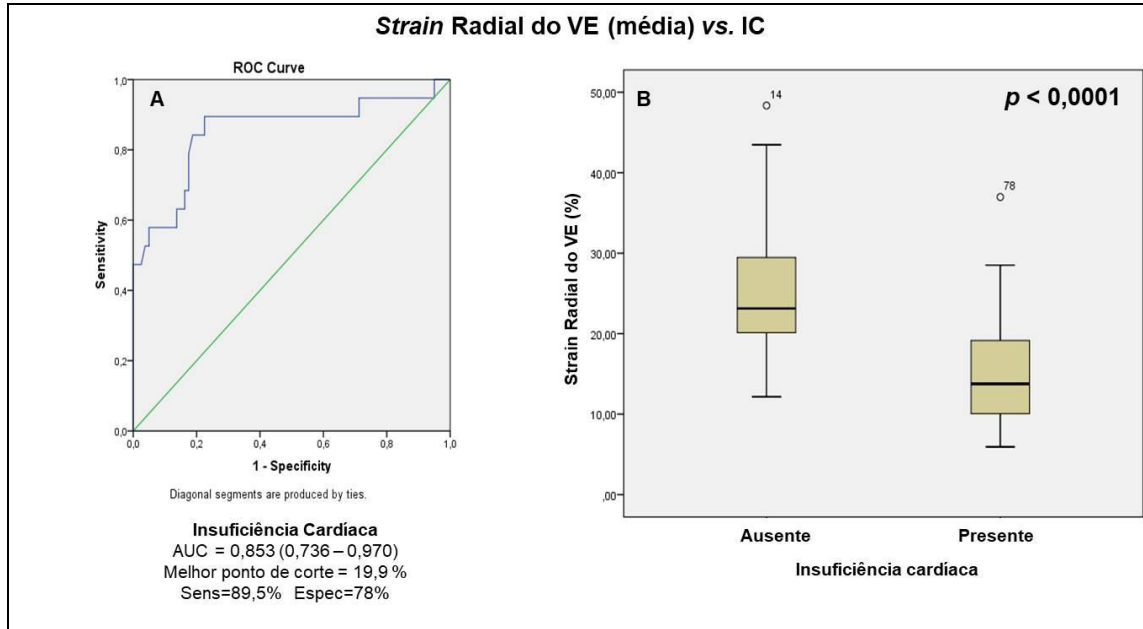 Strain Radial do VE (média) vs. IC
ROC Curve
A
1,0
0,8
0,6
0,4
0,2
0,0
Sensitivity
0,0 0,2 0,4 0,6 0,8 1,0
1 - Specificity
Diagonal segments are produced by ties.
Insuficiência Cardíaca
AUC = 0,853 (0,736 – 0,970)
Melhor ponto de corte = 19,9 %
Sens=89,5% Espec=78%
B
p < 0,0001
50,00
40,00
30,00
20,00
10,00
,00
Strain Radial do VE (%)
14
78
Ausente Presente
Insuficiência cardíaca